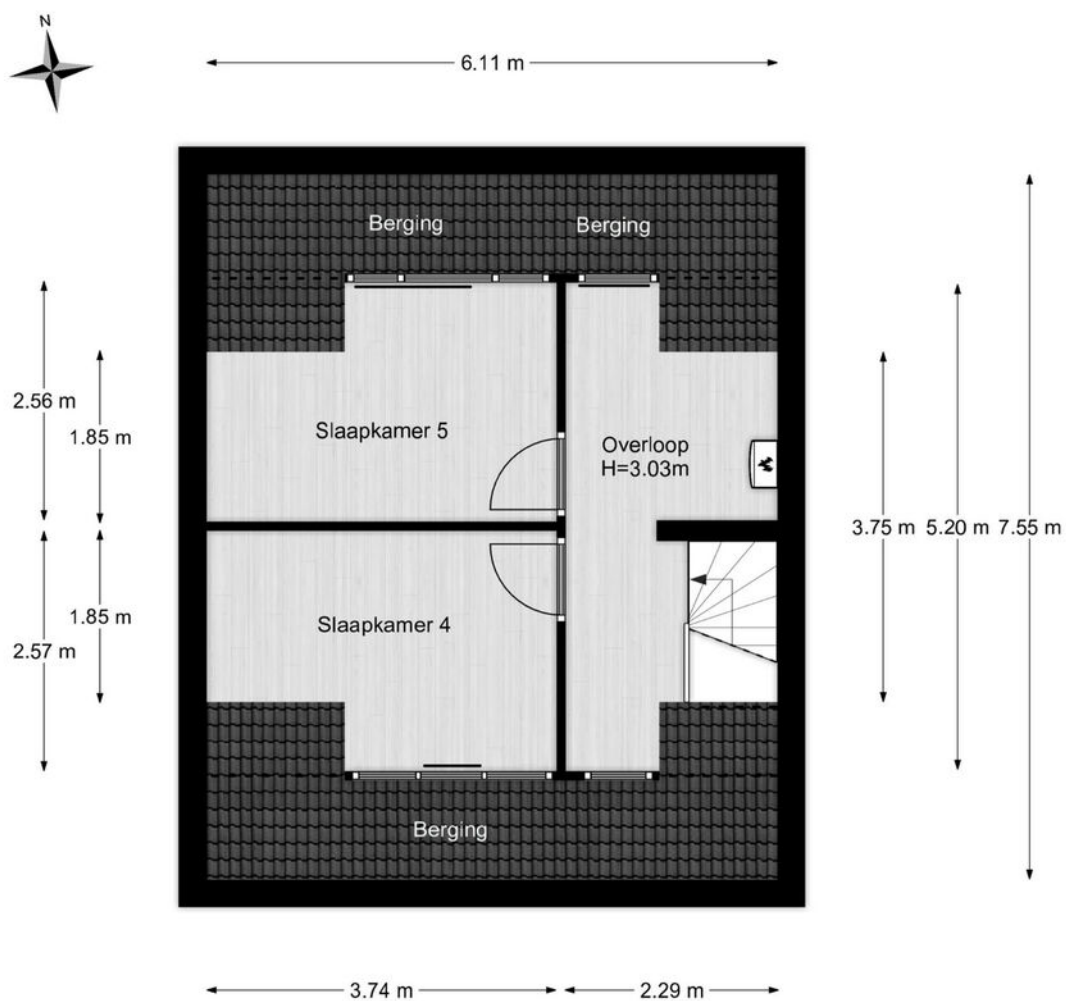 N
6.11 m
Berging
Berging
2.56 m
1.85 m
Slaapkamer 5
Overloop
H=3.03m
3.75 m
5.20 m
7.55 m
1.85 m
2.57 m
Slaapkamer 4
Berging
3.74 m
2.29 m